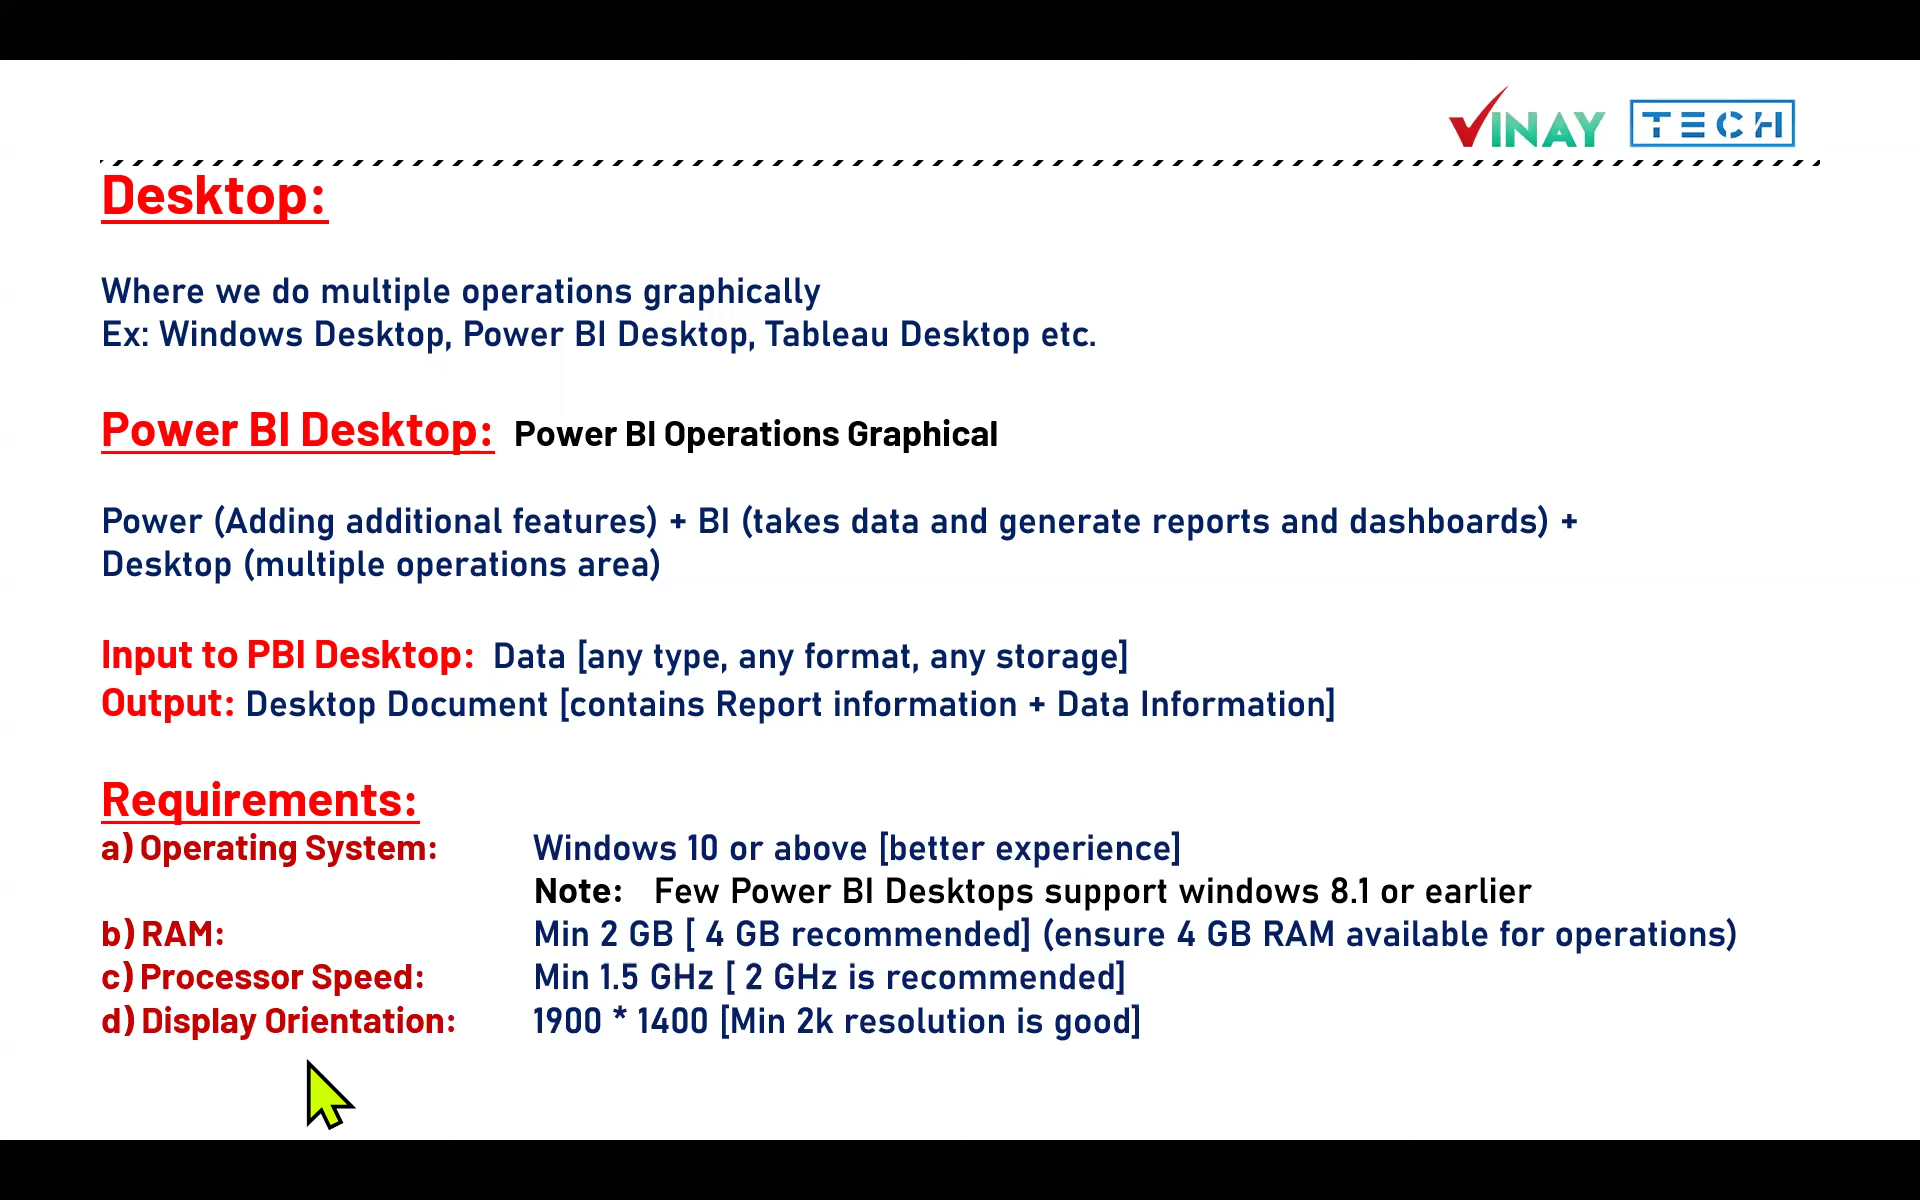 VINAY TECH
Desktop:
Where we do multiple operations graphically
Ex: Windows Desktop, Power BI Desktop, Tableau Desktop etc.
Power BI Desktop: Power BI Operations Graphical
Power (Adding additional features) + BI (takes data and generate reports and dashboards) +
Desktop (multiple operations area)
Input to PBI Desktop: Data [any type, any format, any storage]
Output: Desktop Document [contains Report information + Data Information]
Requirements:
a) Operating System: Windows 10 or above [better experience]
Note: Few Power BI Desktops support windows 8.1 or earlier
b) RAM: Min 2 GB [ 4 GB recommended] (ensure 4 GB RAM available for operations)
c) Processor Speed: Min 1.5 GHz [ 2 GHz is recommended]
d) Display Orientation: 1900 * 1400 [Min 2k resolution is good]